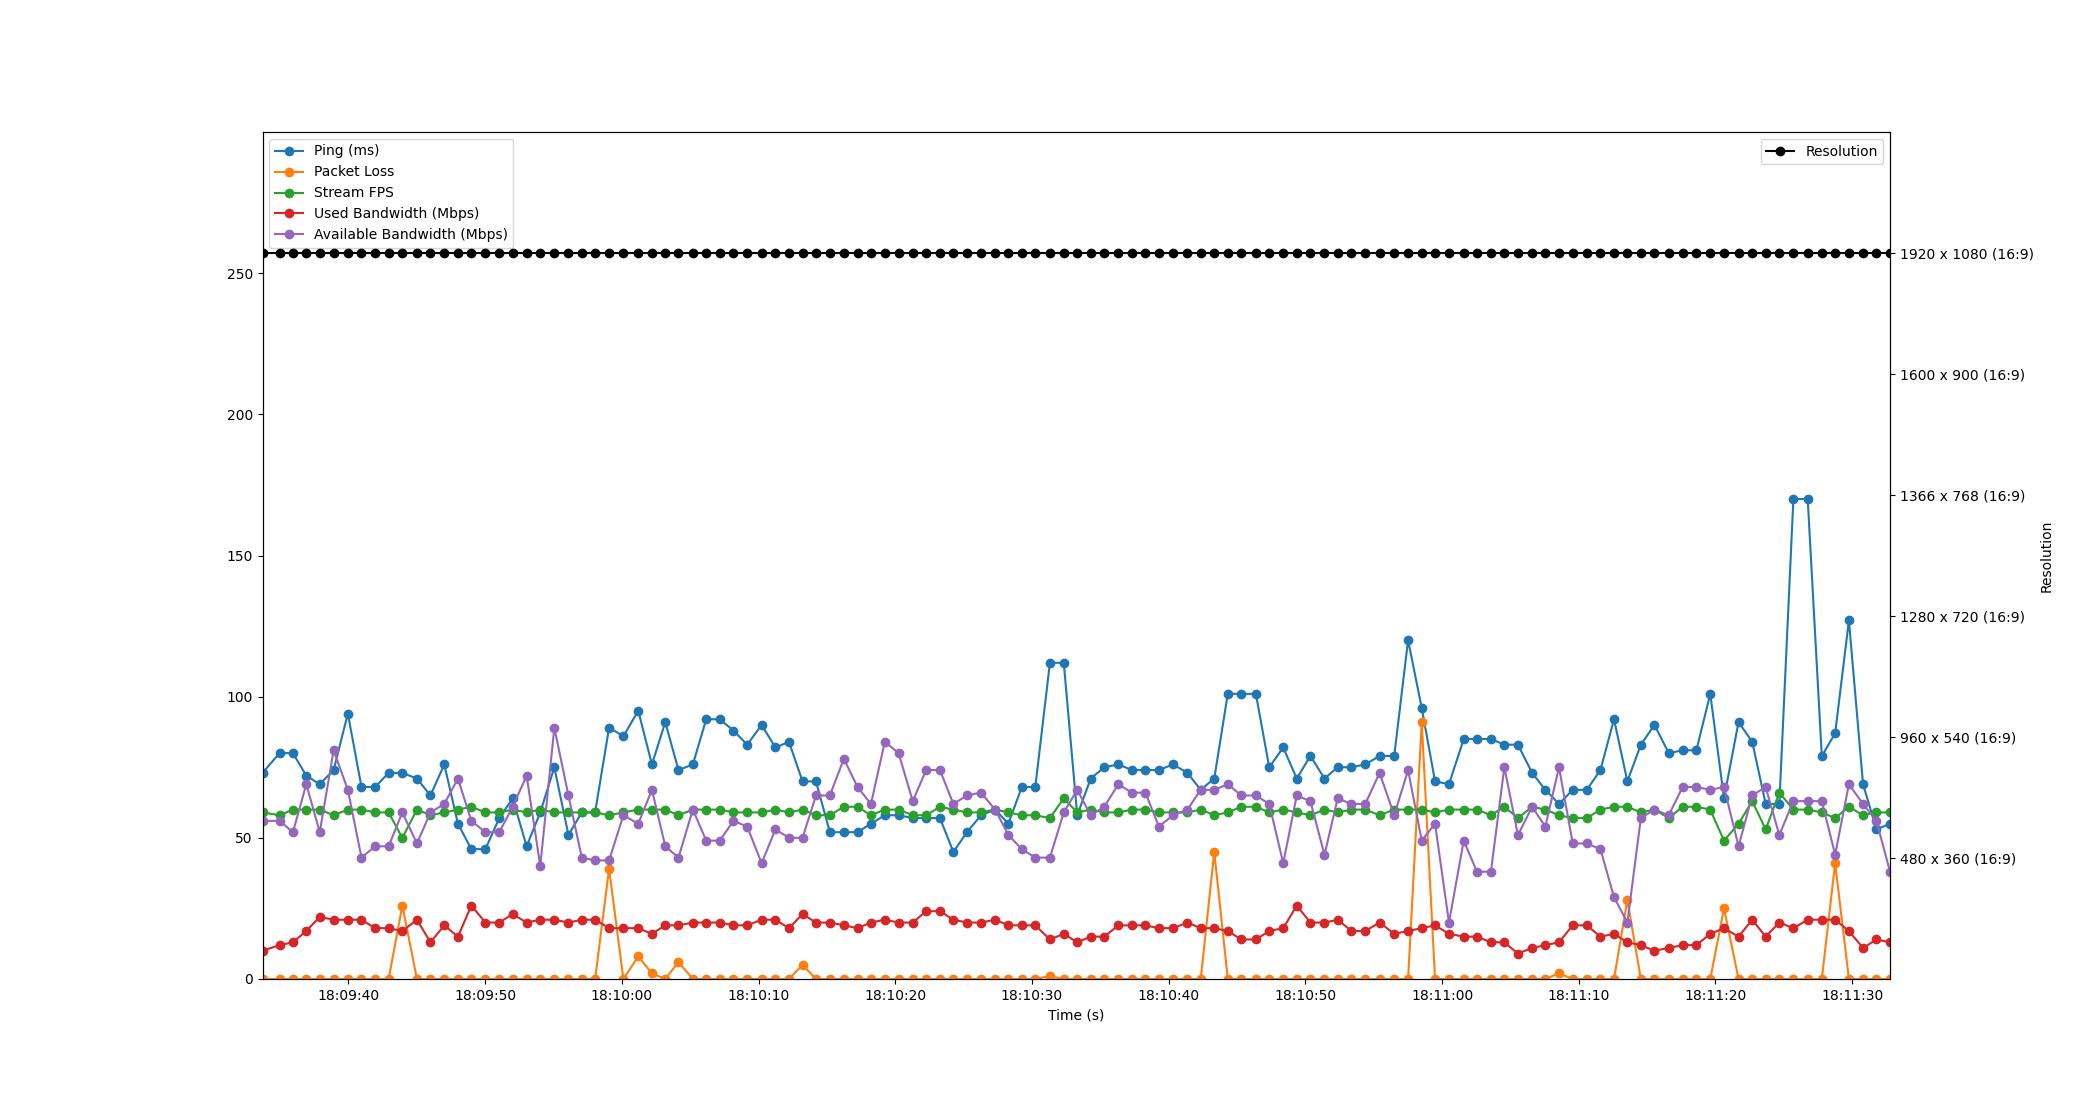 Ping (ms)
Packet Loss
Stream FPS
Used Bandwidth (Mbps)
Available Bandwidth (Mbps)
Resolution
250
200
150
100
50
0
1920 x 1080 (16:9)
1600 x 900 (16:9)
1366 x 768 (16:9)
1280 x 720 (16:9)
960 x 540 (16:9)
480 x 360 (16:9)
Resolution
18:09:40
18:09:50
18:10:00
18:10:10
18:10:20
18:10:30
18:10:40
18:10:50
18:11:00
18:11:10
18:11:20
18:11:30
Time (s)